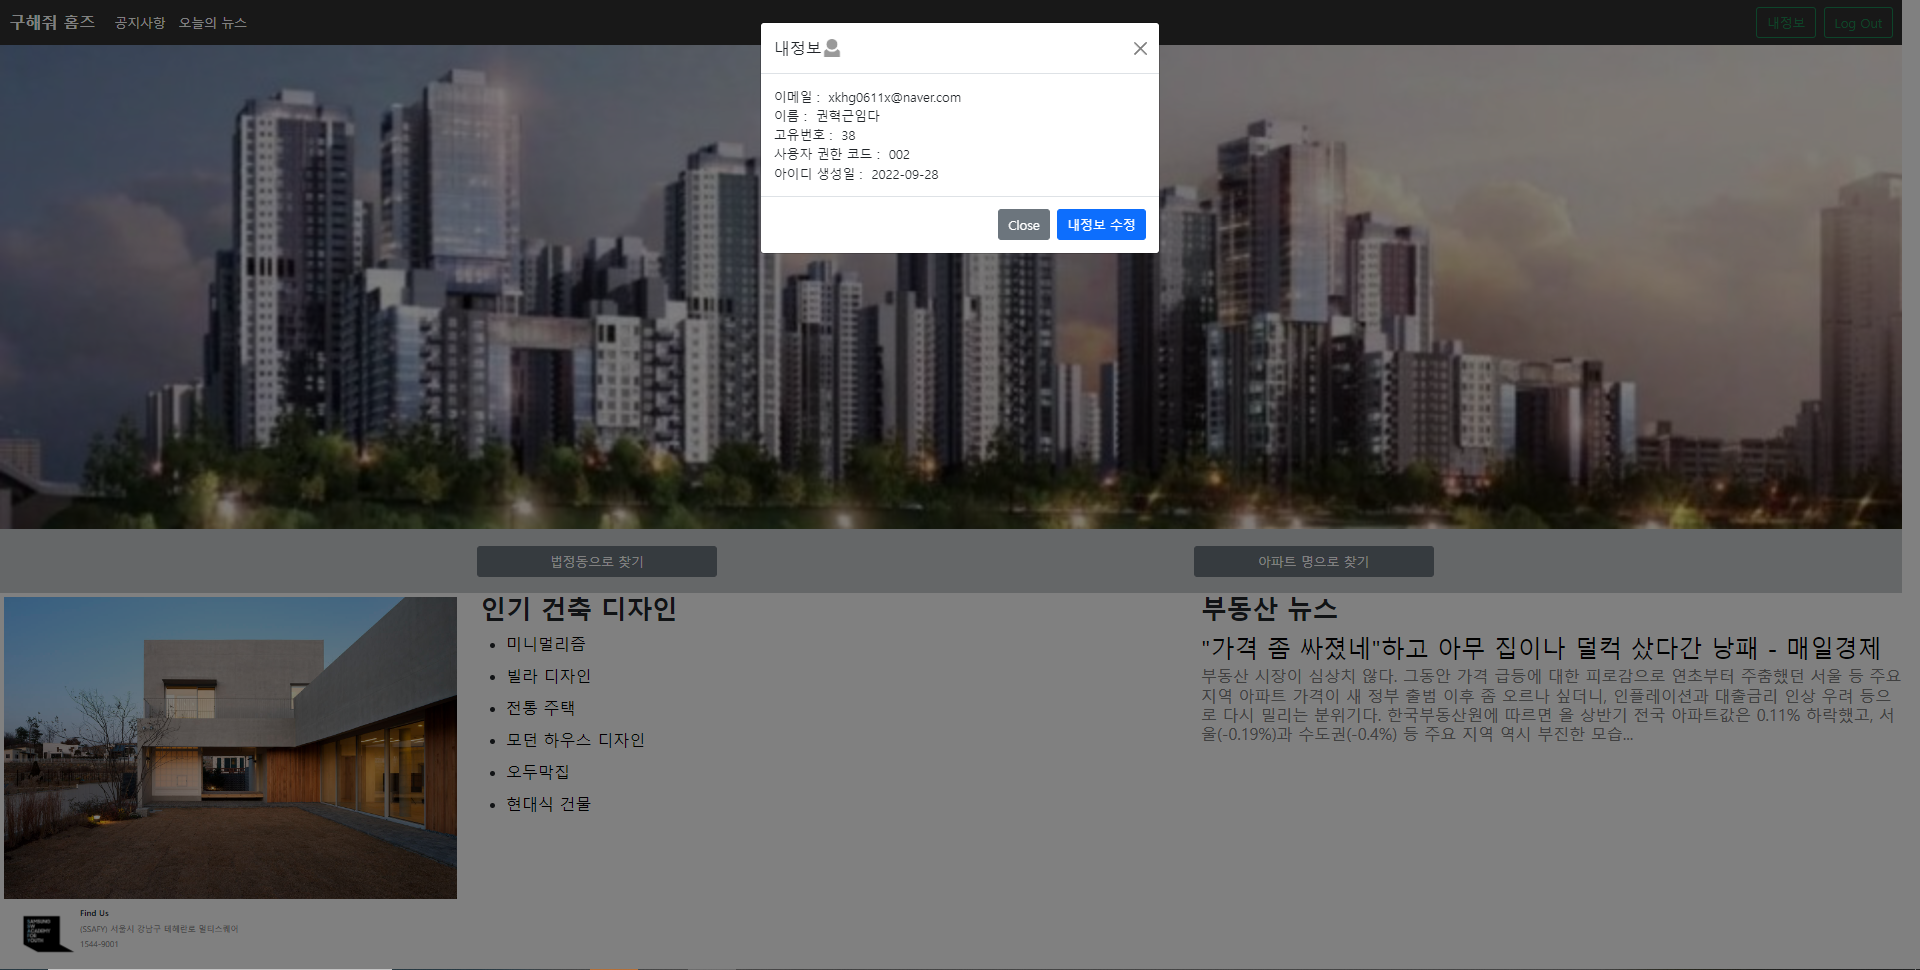 구해줘 홈즈
공지사항
오늘의 뉴스
내정보
Log Out
내정보
이메일 : xkhg0611x@naver.com
이름 : 권혁근임다
고유번호 : 38
사용자 권한 코드 : 002
아이디 생성일 : 2022-09-28
Close
내정보 수정
법정동으로 찾기
아파트 명으로 찾기
인기 건축 디자인
미니멀리즘
빌라 디자인
전통 주택
모던 하우스 디자인
오두막집
현대식 건물
부동산 뉴스
"가격 좀 싸졌네"하고 아무 집이나 덜컥 샀다간 낭패 - 매일경제
부동산 시장이 심상치 않다. 그동안 가격 급등에 대한 피로감으로 연초부터 주춤했던 서울 등 주요
지역 아파트 가격이 새 정부 출범 이후 좀 오르나 싶더니, 인플레이션과 대출금리 인상 우려 등으
로 다시 밀리는 분위기다. 한국부동산원에 따르면 올 상반기 전국 아파트값은 0.11% 하락했고, 서
울(-0.19%)과 수도권(-0.4%) 등 주요 지역 역시 부진한 모습...
SAMSUNG
SW
ACADEMY
FOR
YOUTH
Find Us
(SSAFY) 서울시 강남구 테헤란로 멀티스퀘어
1544-9001